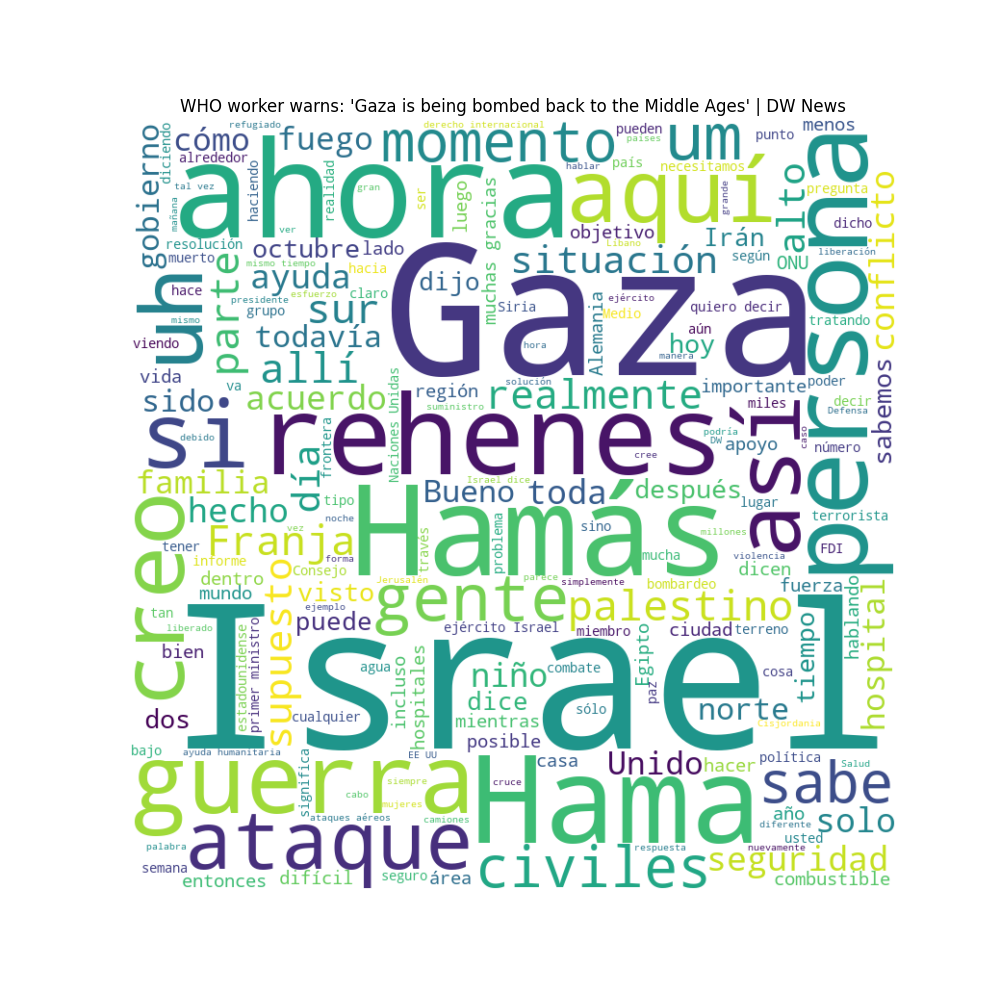 WHO worker warns: 'Gaza is being bombed back to the Middle Ages' | DW News
refugiado
derecho internacional
diciendo
cómo
fuego
momento
um
pueden
países
punto
menos
alrededor
gobierno
ahora
aquí
hablar
país
necesitamos
persona
tal vez
mañana
gran
haciendo
realidad
ser
luego
muchas gracias
grande
pregunta
alto
conflicto
resolución
muerto
octubre
lado
objetivo
Líbano
Irán
según
dicho
ONU
liberación
ver
mismo tiempo
hacia
situación
uh
parte
hace
ayuda
esfuerzo
claro
dijo
Gaza
ejército
quiero decir
presidente
grupo
sur
Siria
Medio
Alemania
aún
tratando
mismo
viendo
todavía
hora
manera
hoy
vida
va
allí
Naciones Unidas
región
solución
realmente
importante
poder
sabemos
sido
acuerdo
suministro
miles
decir
Defensa
si
debido
rehenes
así
podría
DW
apoyo
caso
número
frontera
cree
día
familia
Israel dice
tipo
Bueno
toda
después
lugar
creo
hecho
noche
Hamás
sino
terrorista
vez
problema
millones
Franja
través
mucha
FDI
tener
forma
violencia
informe
Consejo
parece
dicen
dentro
Jerusalén
simplemente
bombardeo
fuerza
mundo
supuesto
visto
ejemplo
gente
palestino
hablando
hospital
tan
liberado
puede
ejército Israel
miembro
ciudad
terreno
tiempo
estadounidense
primer ministro
Israel
bien
agua
incluso
hospitales
niño
combate
Egipto
paz
cosa
dos
cualquier
dice
mientras
sólo
norte
Cisjordania
bajo
ayuda humanitaria
significa
EE UU
posible
casa
Unido
hacer
política
Salud
guerra
siempre
cruce
Hama
sabe
cabo
mujeres
ataques aéreos
camiones
año
diferente
solo
palabra
ataque
respuesta
usted
nuevamente
semana
civiles
seguridad
entonces
difícil
seguro
área
combustible